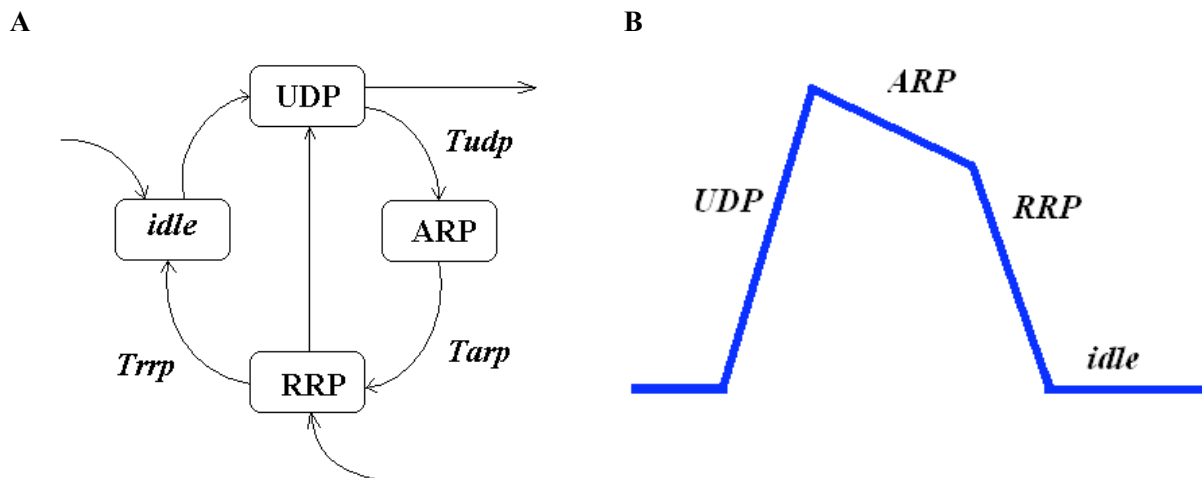 A
UDP
Tudp
idle
ARP
Trrp
Tarp
RRP
B
ARP
UDP
RRP
idle